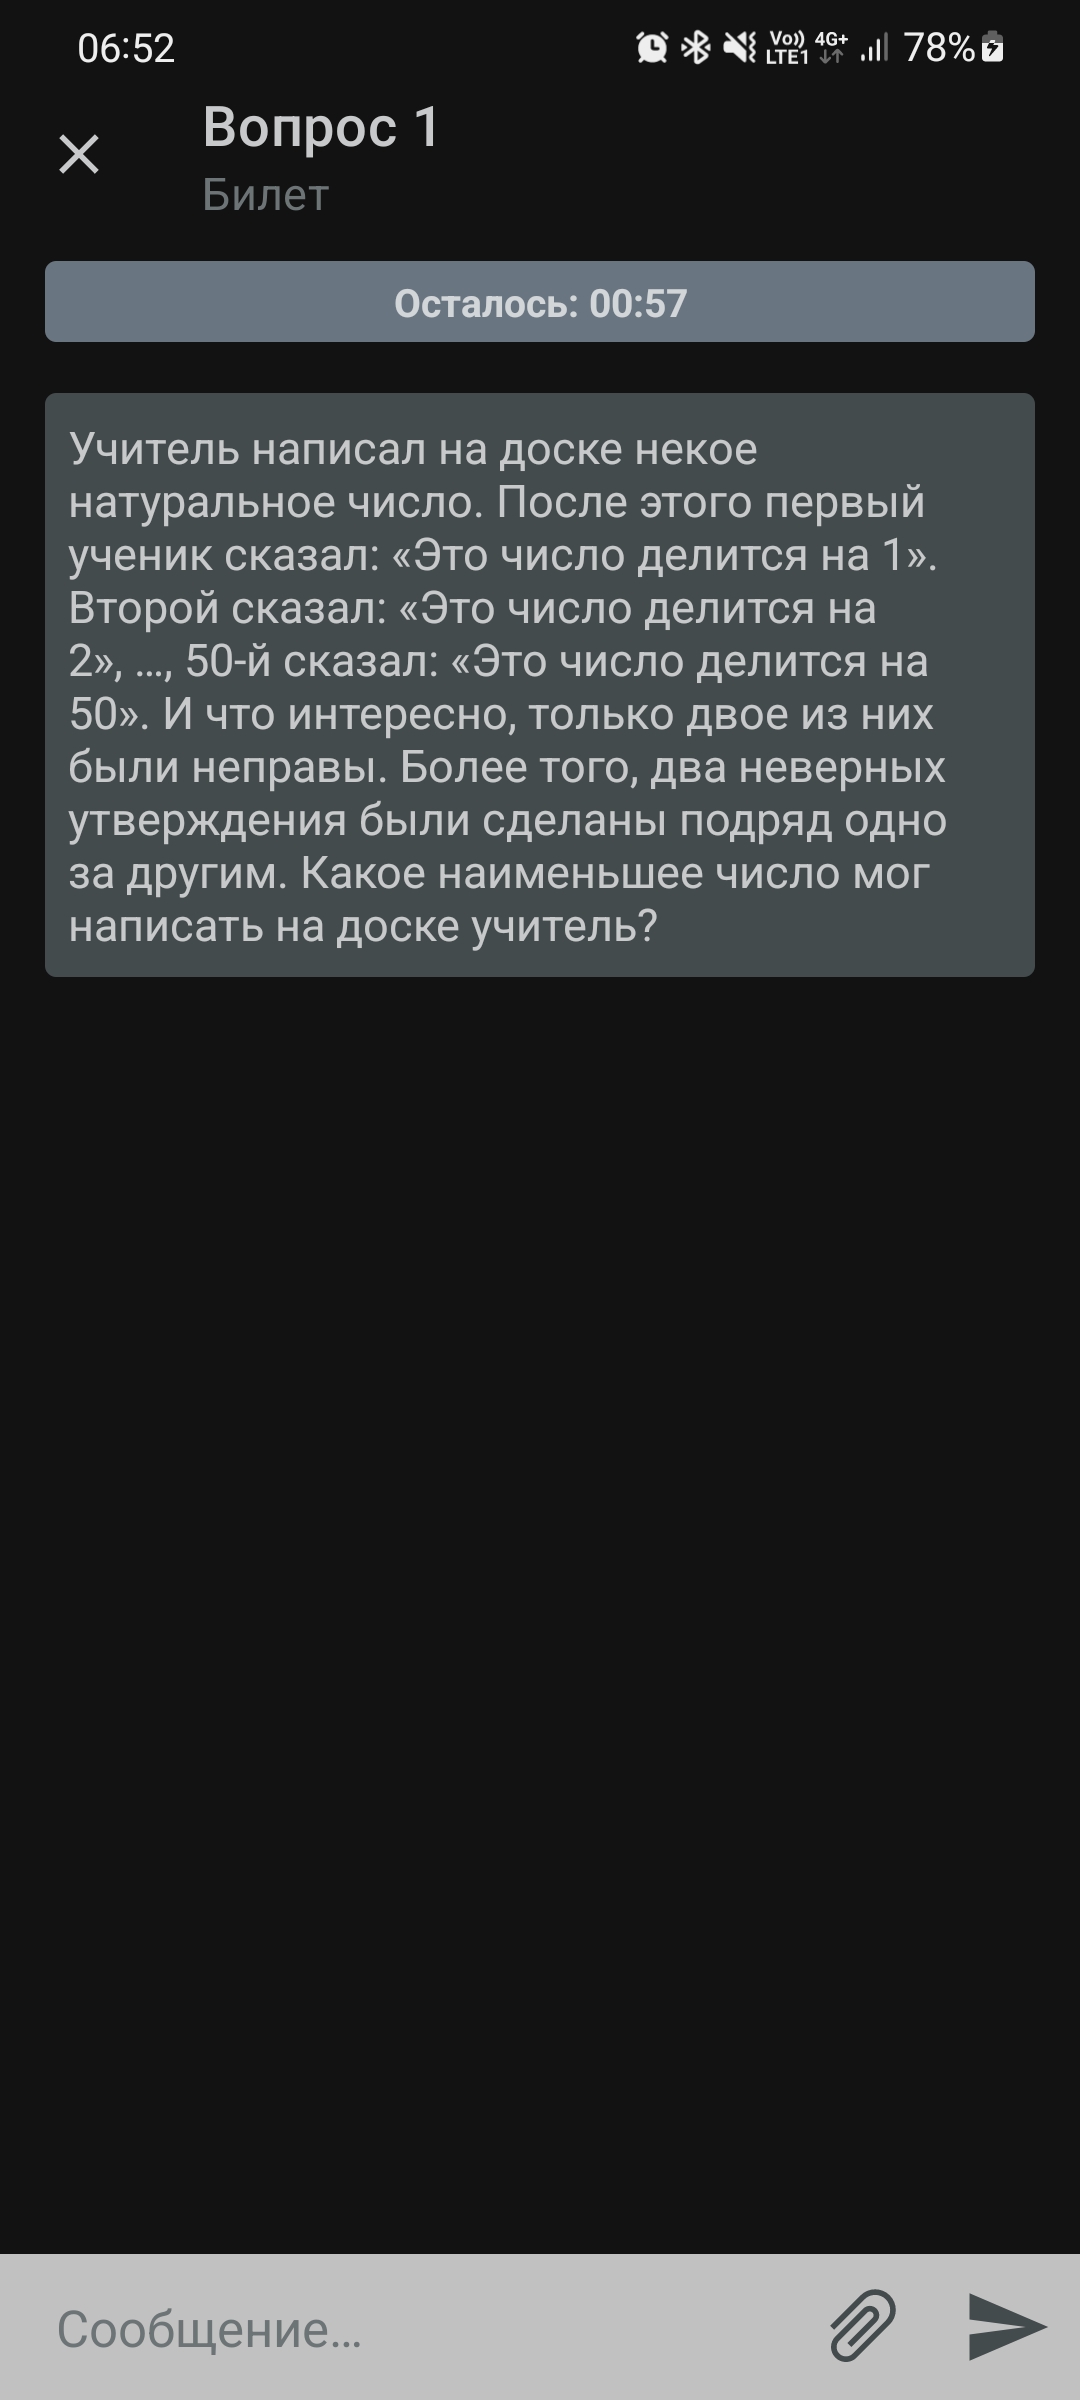 06:52
Vo)) LTE1 4G+ 78%
Вопрос 1
Билет
Осталось: 00:57
Учитель написал на доске некое
натуральное число. После этого первый
ученик сказал: «Это число делится на 1».
Второй сказал: «Это число делится на
2», ..., 50-й сказал: «Это число делится на
50». И что интересно, только двое из них
были неправы. Более того, два неверных
утверждения были сделаны подряд одно
за другим. Какое наименьшее число мог
написать на доске учитель?
Сообщение...